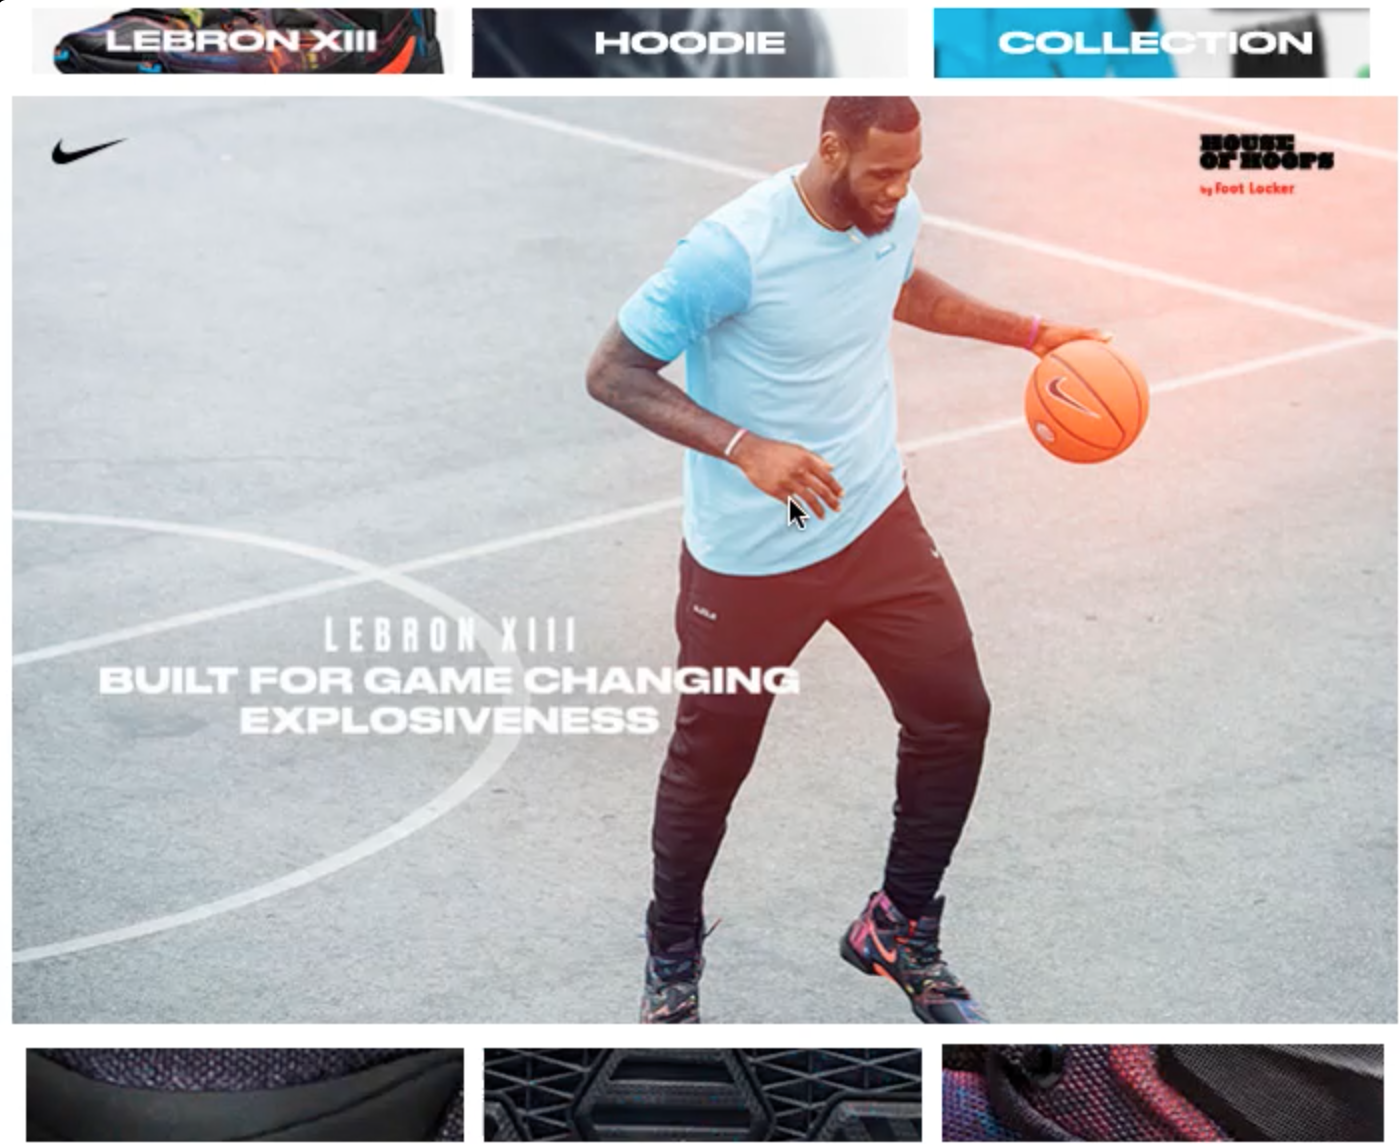 LEBRON XIII
HOODIE
COLLECTION
HOUSE
OF HOOPS
by Foot Locker
LEBRON XIII
BUILT FOR GAME CHANGING
EXPLOSIVENESS